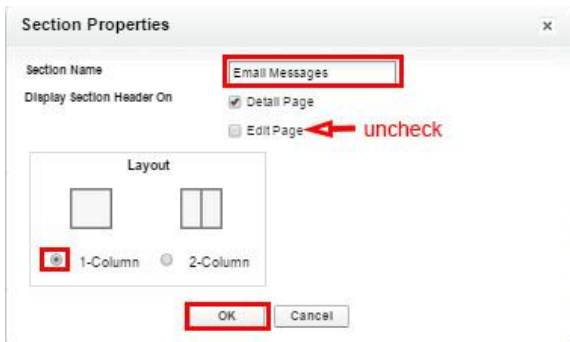 Section Properties ×
Section Name Email Messages
Display Section Header On Detail Page
Edit Page uncheck
Layout
1-Column 2-Column
OK Cancel